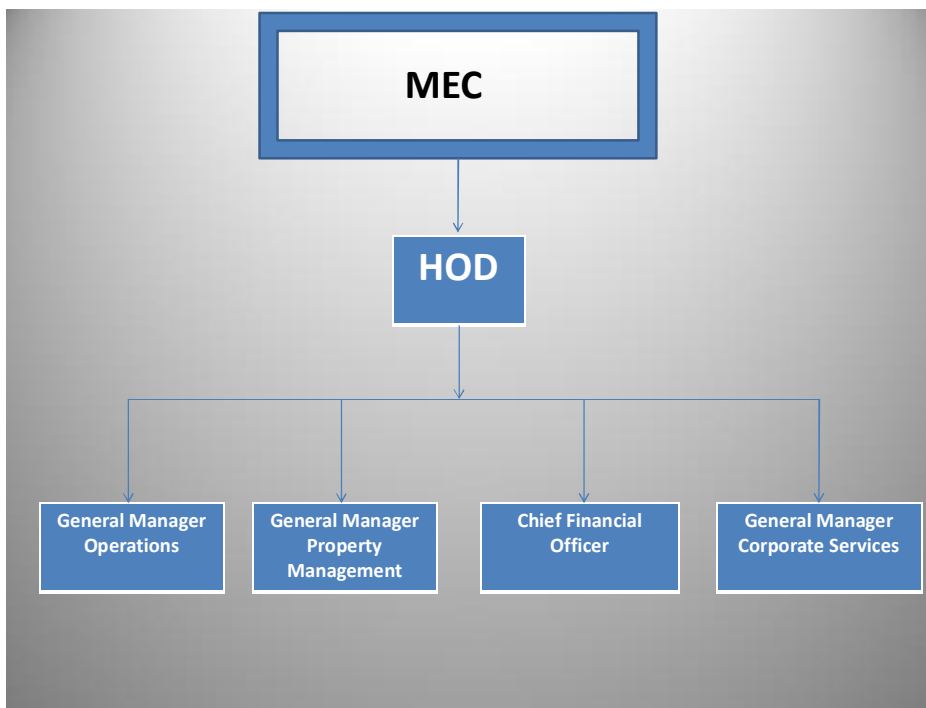 MEC
HOD
General Manager
Operations
General Manager
Property
Management
Chief Financial
Officer
General Manager
Corporate Services